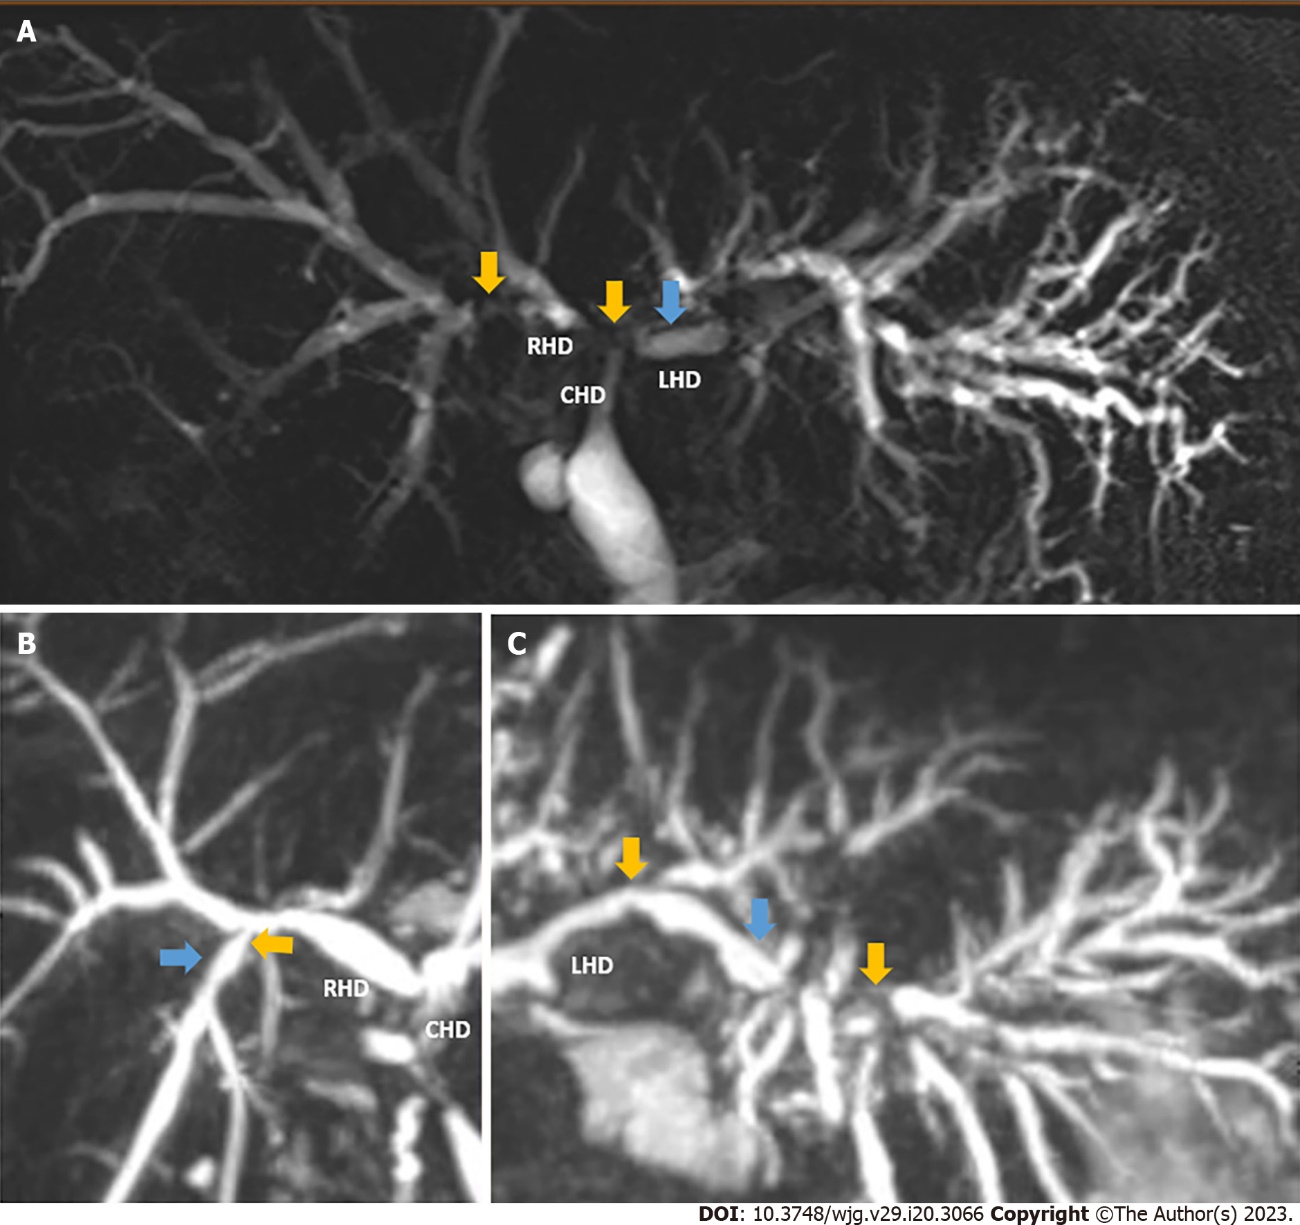 A
RHD
LHD
CHD
B
C
LHD
RHD
CHD
DOI: 10.3748/wjg.v29.i20.3066 Copyright ©The Author(s) 2023.